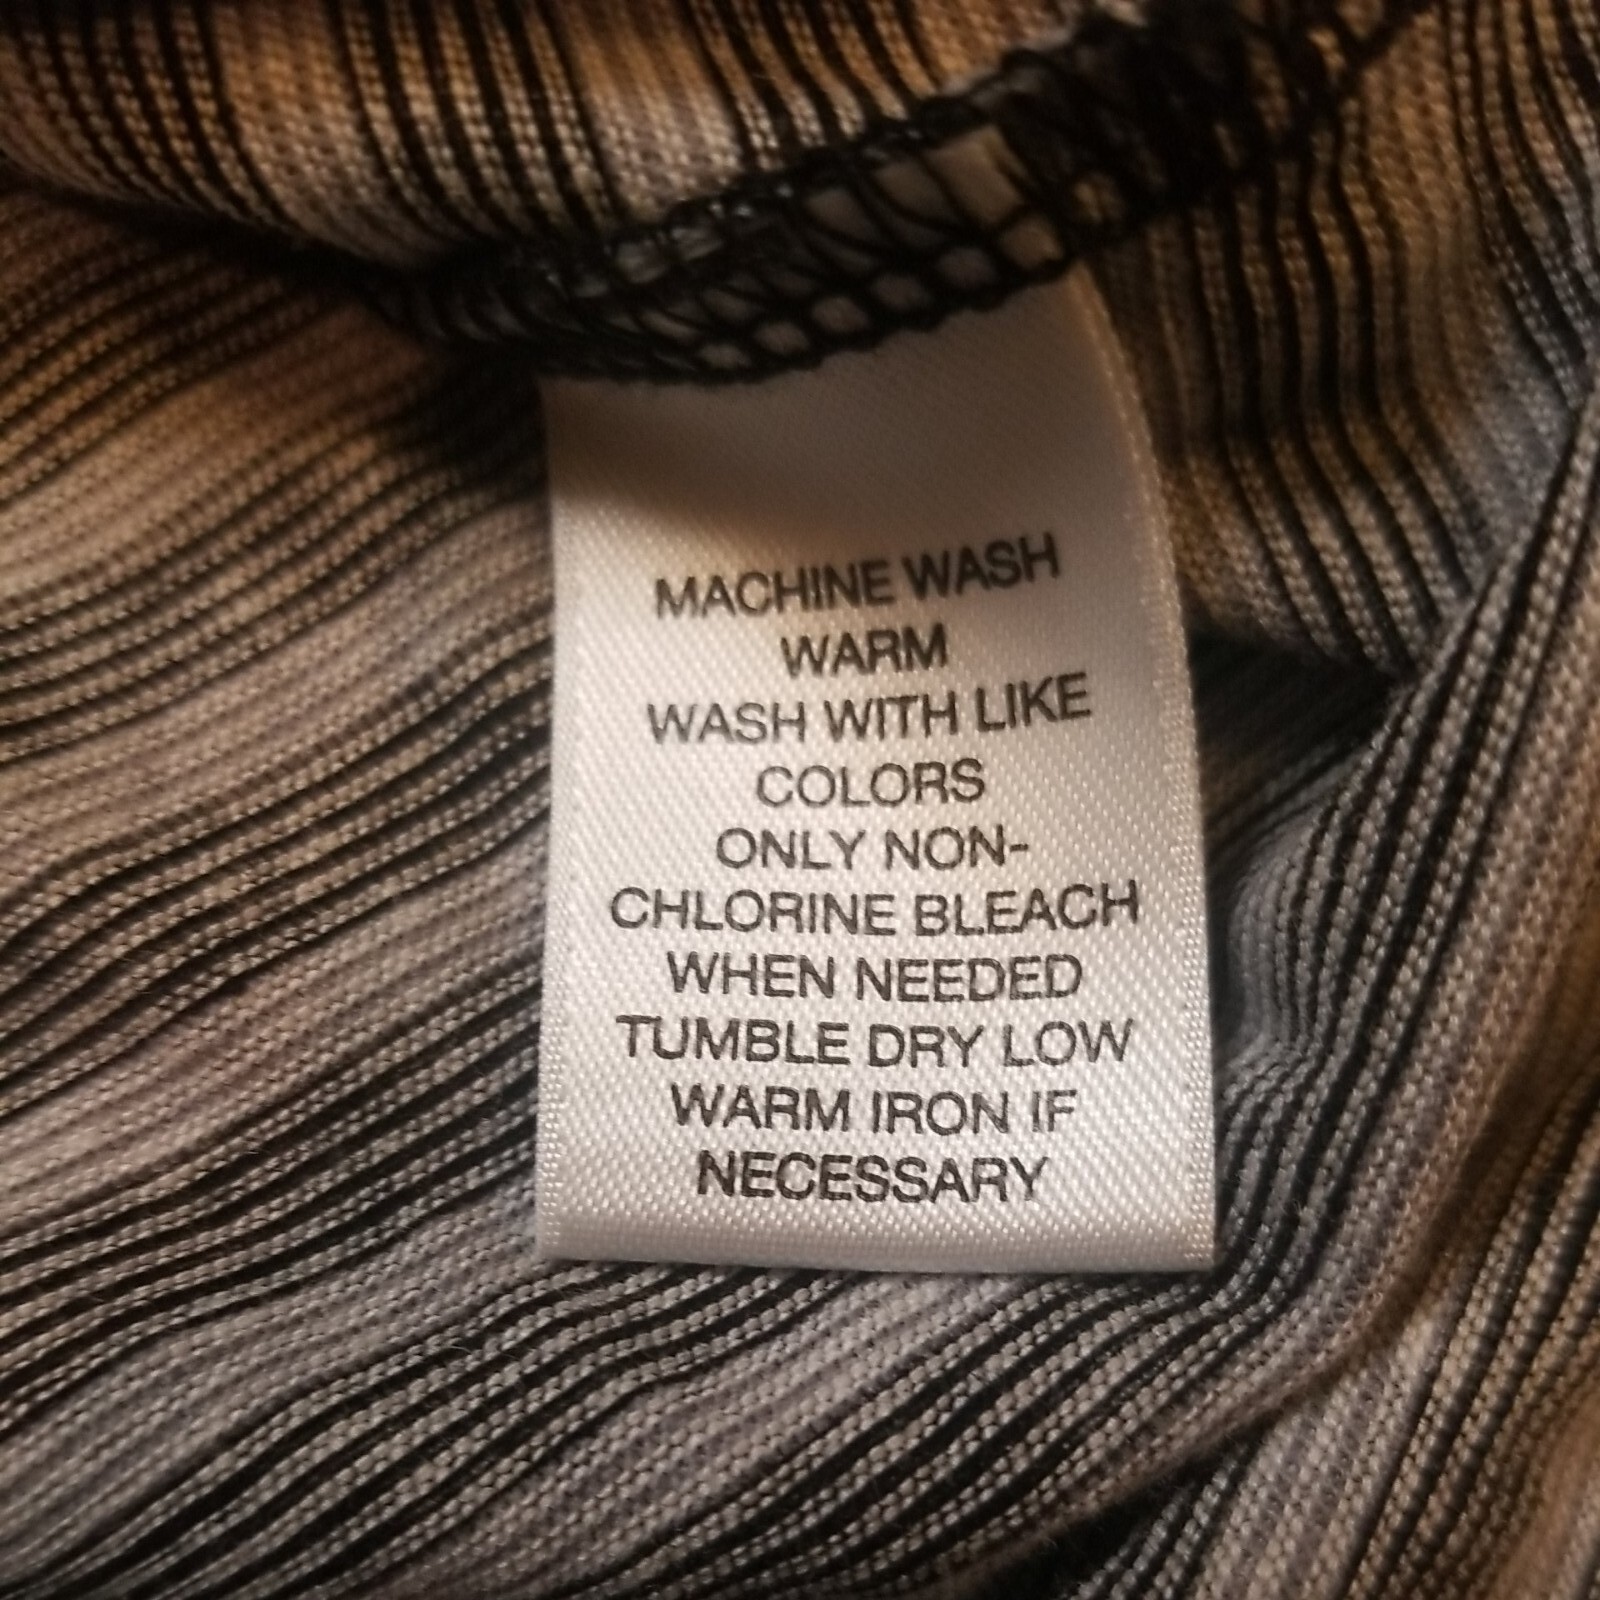 MACHINE WASH
WARM
WASH WITH LIKE
COLORS
ONLY NON-
CHLORINE BLEACH
WHEN NEEDED
TUMBLE DRY LOW
WARM IRON IF
NECESSARY